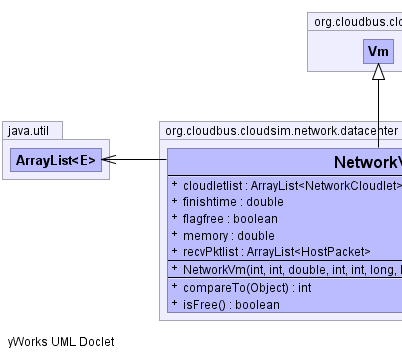 org.cloudbus.clo
Vm
java.util
ArrayList<E>
org.cloudbus.cloudsim.network.datacenter
NetworkV
+ cloudletlist : ArrayList<NetworkCloudlet>
+ finishtime : double
+ flagfree : boolean
+ memory : double
+ recvPktlist : ArrayList<HostPacket>
+ NetworkVm(int, int, double, int, int, long,
+ compareTo(Object) : int
+ isFree() : boolean
yWorks UML Doclet